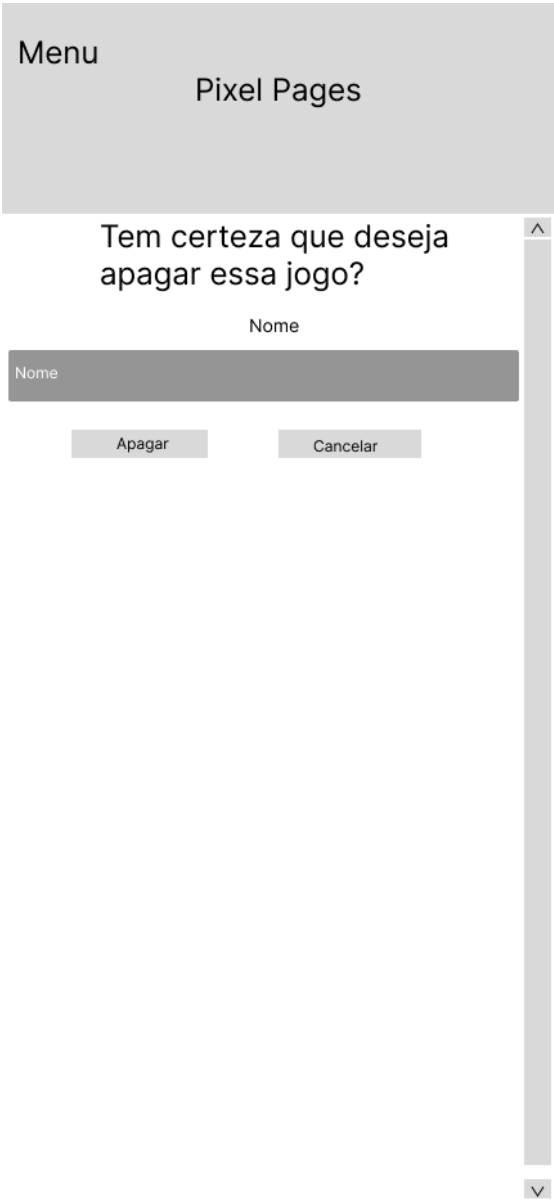 Menu
Pixel Pages
Tem certeza que deseja
apagar essa jogo?
Nome
Nome
Apagar
Cancelar